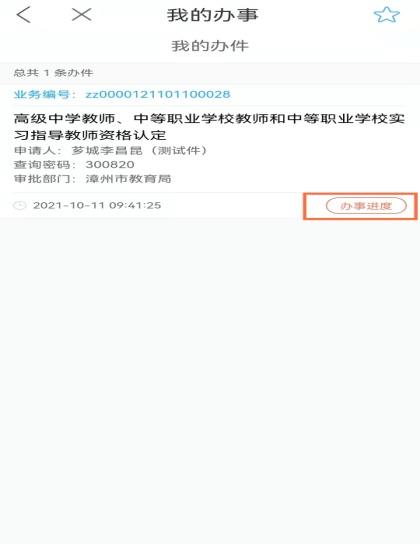 我的办事
我的办件
总共 1 条办件
业务编号：zz0000121101100028
高级中学教师、中等职业学校教师和中等职业学校实
习指导教师资格认定
申请人：芗城李昌昆（测试件）
查询密码：300820
审批部门：漳州市教育局
2021-10-11 09:41:25
办事进度